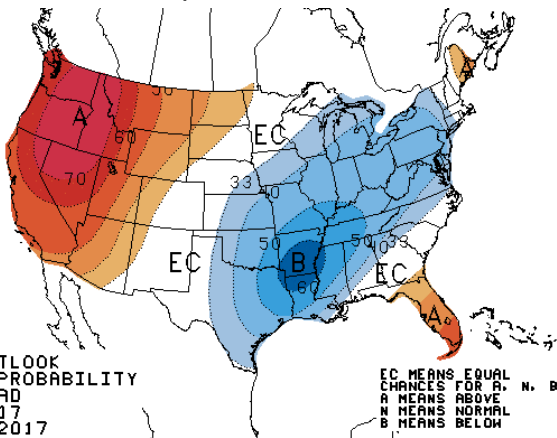 A
50
A
60
EC
70
33
40
50
50
40
33
EC
B
EC
60
A
TLOOK
PROBABILITY
AD
17
2017
EC MEANS EQUAL
CHANCES FOR A, N, B
A MEANS ABOVE
N MEANS NORMAL
B MEANS BELOW